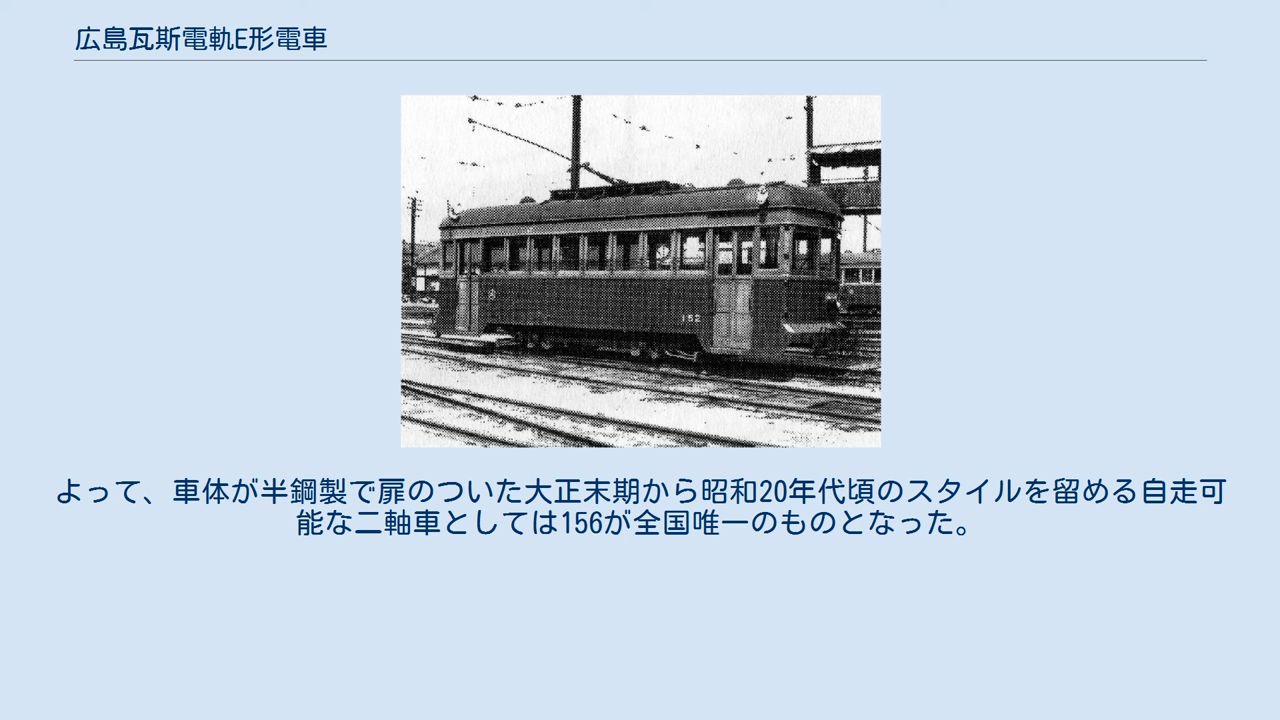 広島瓦斯電軌E形電車
152
よって、車体が半鋼製で扉のついた大正末期から昭和20年代頃のスタイルを留める自走可
能な二軸車としては156が全国唯一のものとなった。